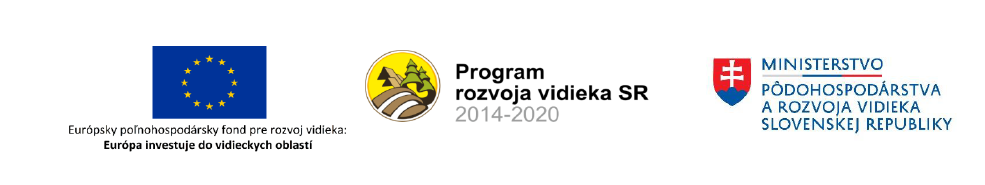 Európsky poľnohospodársky fond pre rozvoj vidieka:
Európa investuje do vidieckych oblastí
Program
rozvoja vidieka SR
2014-2020
MINISTERSTVO
PÔDOHOSPODÁRSTVA
A ROZVOJA VIDIEKA
SLOVENSKEJ REPUBLIKY